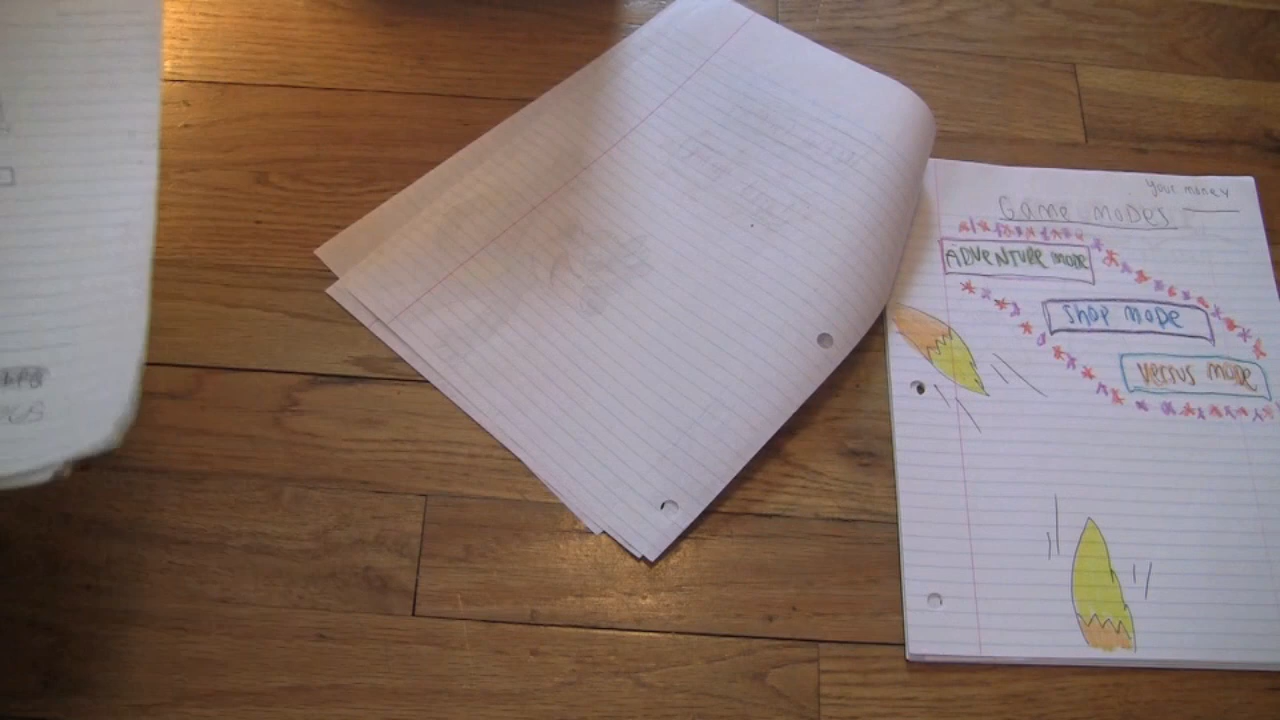 your money
Game MODES
ADVENTURE MODE
Shop MODE
versus MODE